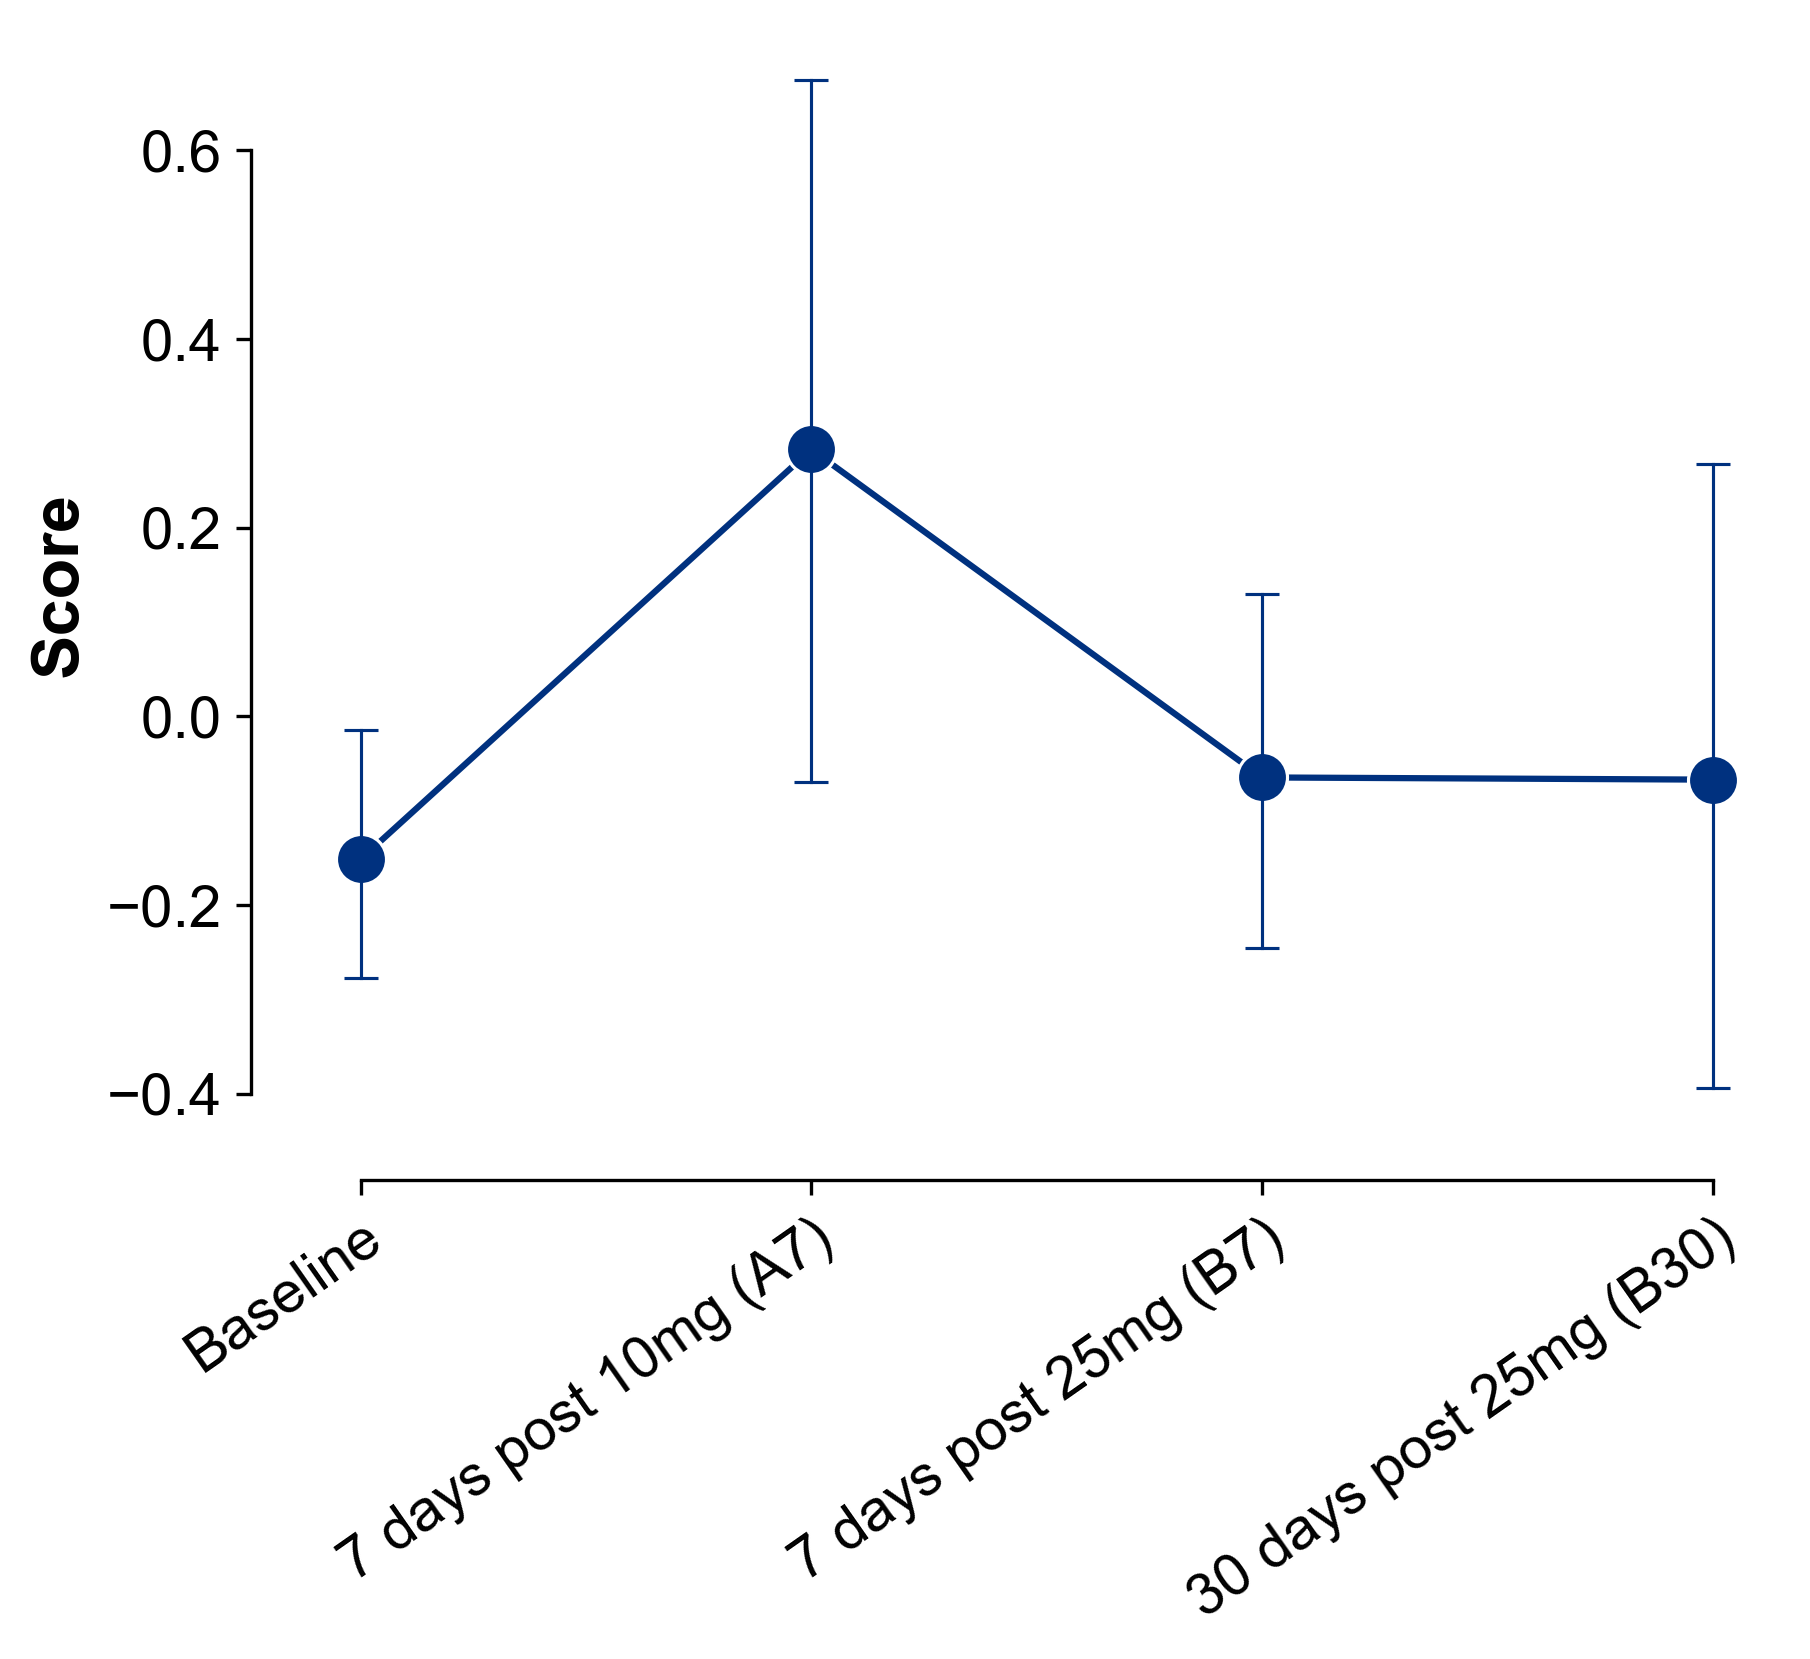 Score
0.6
0.4
0.2
0.0
−0.2
−0.4
Baseline
7 days post 10mg (A7)
7 days post 25mg (B7)
30 days post 25mg (B30)